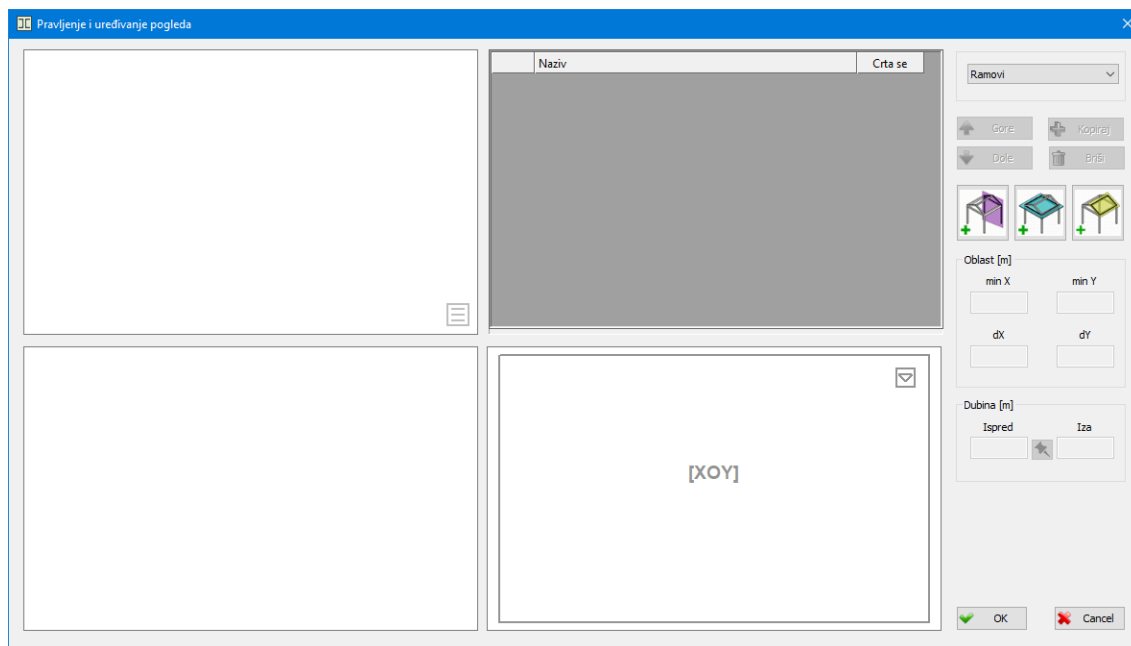 Pravljenje i uređivanje pogleda
Naziv
Crta se
Ramovi
Gore
Kopiraj
Dole
Briši
Oblast [m]
min X
min Y
dX
dY
Dubina [m]
Ispred
Iza
[XOY]
OK
Cancel